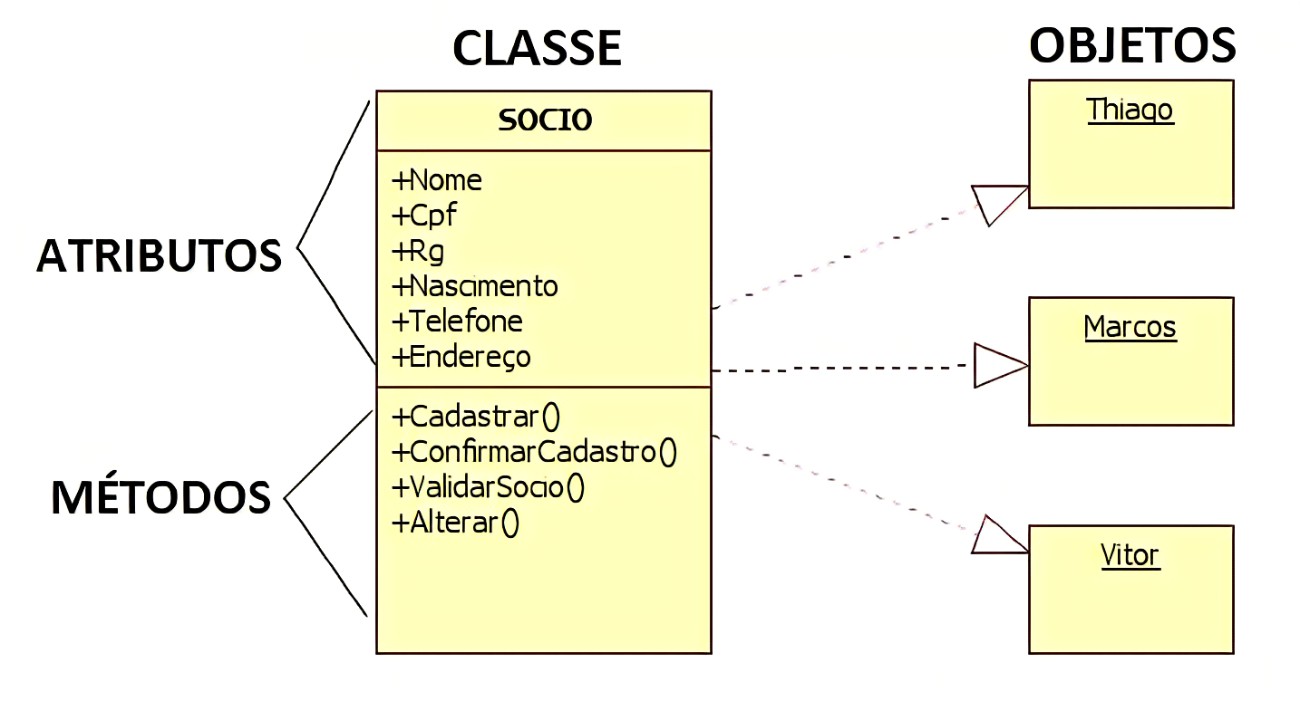 CLASSE
OBJETOS
SOCIO
ATRIBUTOS
+Nome
+Cpf
+Rg
+Nascimento
+Telefone
+Endereço
MÉTODOS
+Cadastrar()
+ConfirmarCadastro()
+ValidarSocio()
+Alterar()
Thiago
Marcos
Vitor